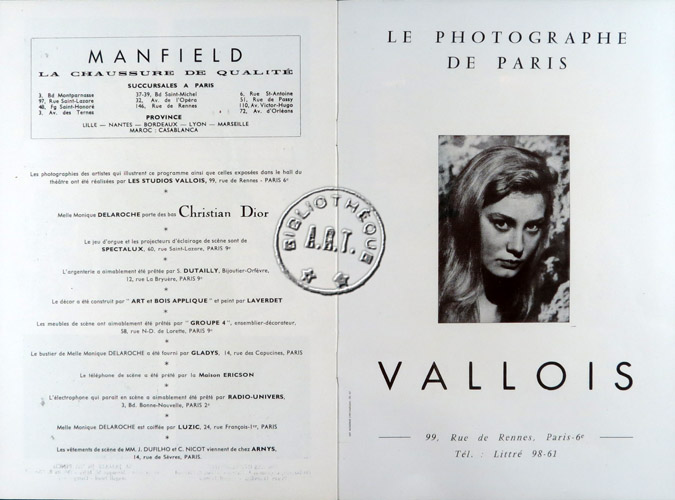 MANFIELD
LA CHAUSSURE DE QUALITÉ
SUCCURSALES A PARIS
3, Bd Montparnasse 37-39, Bd Saint-Michel 6, Rue St-Antoine
97, Rue Saint-Lazare 32, Av. de l'Opéra 51, Rue de Passy
48, Fg Saint-Honoré 146, Rue de Rennes 110, Av. Victor-Hugo
3, Av. des Ternes 72, Av. d'Orléans
PROVINCE
LILLE — NANTES — BORDEAUX — LYON — MARSEILLE
MAROC : CASABLANCA
Les photographies des artistes qui illustrent ce programme ainsi que celles exposées dans le hall du
théâtre ont été réalisées par LES STUDIOS VALLOIS, 99, rue de Rennes - PARIS 6e
*
Melle Monique DELAROCHE porte des bas Christian Dior
*
Le jeu d'orgue et les projecteurs d'éclairage de scène sont de
SPECTALUX, 60, rue Saint-Lazare, PARIS 9e
*
L'argenterie a aimablement été prêtée par S. DUTAILLY, Bijoutier-Orfèvre,
12, rue La Bruyère, PARIS 9e
*
Le décor a été construit par " ART et BOIS APPLIQUE " et peint par LAVERDET
*
Les meubles de scène ont aimablement été prêtés par " GROUPE 4 ", ensemblier-décorateur,
58, rue N-D. de Lorette, PARIS 9e
*
Le bustier de Melle Monique DELAROCHE a été fourni par GLADYS, 14, rue des Capucines, PARIS
*
Le téléphone de scène a été prêté par la Maison ERICSON
*
L'électrophone qui paraît en scène a aimablement été prêté par RADIO-UNIVERS,
3, Bd. Bonne-Nouvelle, PARIS 2e
*
Melle Monique DELAROCHE est coiffée par LUZIC, 24, rue François-Ier, PARIS
*
Les vêtements de scène de MM. J. DUFILHO et C. NICOT viennent de chez ARNYS,
14, rue de Sèvres, PARIS.
BIBLIOTHÈQUE
A.R.T.
LE PHOTOGRAPHE
DE PARIS
VALLOIS
99, Rue de Rennes, Paris-6e
Tél. : Littré 98-61